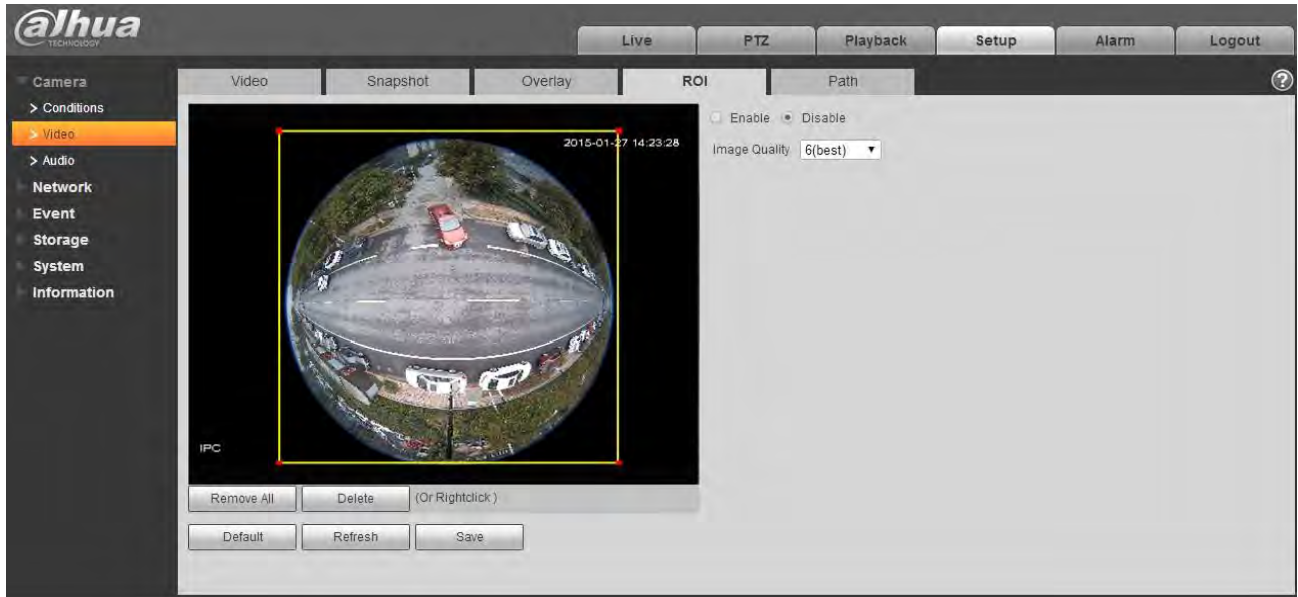 alhua
TECHNOLOGY
Live PTZ Playback Setup Alarm Logout
Camera
> Conditions
> Video
> Audio
Network
Event
Storage
System
Information
Video Snapshot Overlay ROI Path
?
2015-01-27 14:23:28
IPC
Enable Disable
Image Quality 6(best)
Remove All Delete (Or Rightclick)
Default Refresh Save